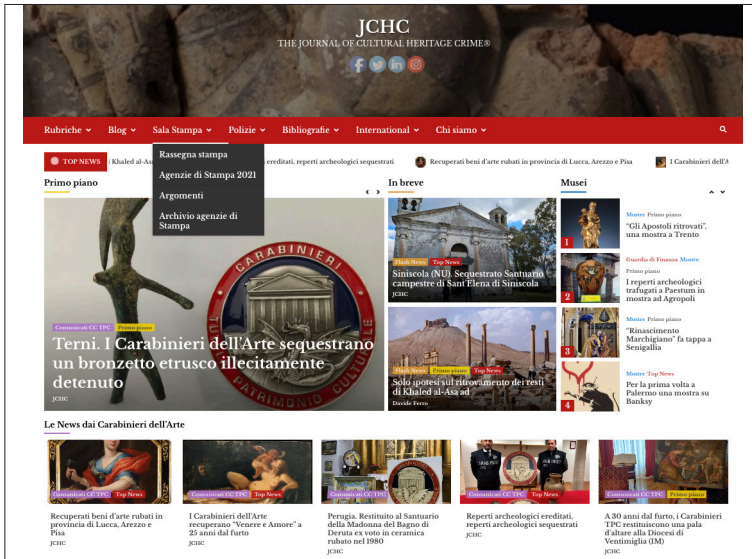 JCHC
THE JOURNAL OF CULTURAL HERITAGE CRIME®
Rubriche Blog Sala Stampa Polizie Bibliografie International Chi siamo
Rassegna stampa
Agenzie di Stampa 2021
Argomenti
Archivio agenzie di
Stampa
TOP NEWS
Khaled al-As
ereditati, reperti archeologici sequestrati
Recuperati beni d'arte rubati in provincia di Lucca, Arezzo e Pisa
I Carabinieri dell'A
Primo piano
CARABINIERI
PATRIMONIO CULTURALE
Comunicati CC TPC Primo piano
Terni. I Carabinieri dell'Arte sequestrano
un bronzetto etrusco illecitamente
detenuto
JCHC
In breve
Flash News Top News
Siniscola (NU). Sequestrato Santuario
campestre di Sant'Elena di Siniscola
JCHC
Flash News Primo piano Top News
Solo ipotesi sul ritrovamento dei resti
di Khaled al-Asa'ad
Davide Ferro
Musei
1
Mostre Primo piano
"Gli Apostoli ritrovati",
una mostra a Trento
2
Guardia di Finanza Mostre
Primo piano
I reperti archeologici
trafugati a Paestum in
mostra ad Agropoli
3
Mostre Primo piano
"Rinascimento
Marchigiano" fa tappa a
Senigallia
4
Mostre Top News
Per la prima volta a
Palermo una mostra su
Banksy
Le News dai Carabinieri dell'Arte
Comunicati CC TPC Top News
Recuperati beni d'arte rubati in
provincia di Lucca, Arezzo e
Pisa
JCHC
Comunicati CC TPC Top News
I Carabinieri dell'Arte
recuperano "Venere e Amore" a
25 anni dal furto
JCHC
Comunicati CC TPC
Perugia. Restituito al Santuario
della Madonna del Bagno di
Deruta ex voto in ceramica
rubato nel 1980
JCHC
Comunicati CC TPC Top News
Reperti archeologici ereditati,
reperti archeologici sequestrati
JCHC
Comunicati CC TPC Primo piano
A 30 anni dal furto, i Carabinieri
TPC restituiscono una pala
d'altare alla Diocesi di
Ventimiglia (IM)
JCHC